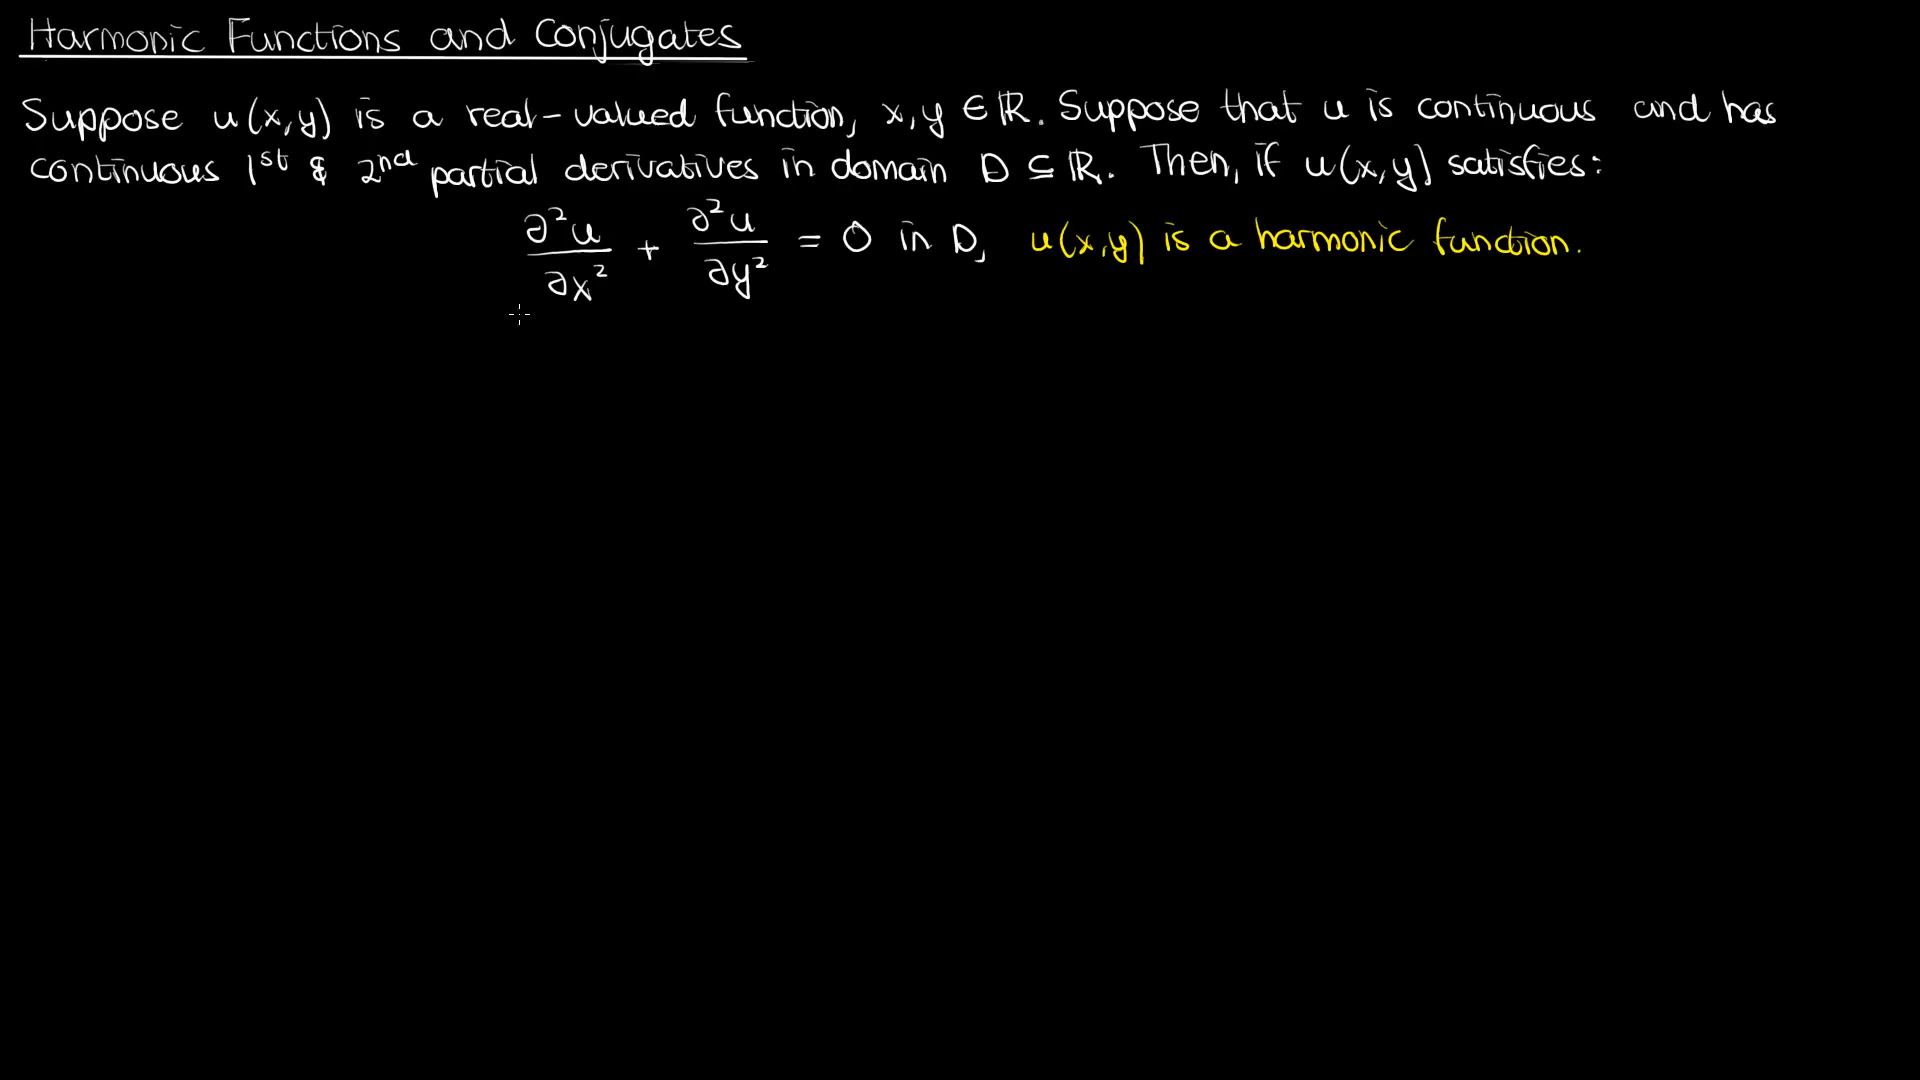 Harmonic Functions and Conjugates
Suppose u(x,y) is a real-valued function, x,y ∈ ℝ. Suppose that u is continuous and has
continuous 1st & 2nd partial derivatives in domain D ⊆ ℝ. Then, if u(x,y) satisfies:
∂²u/∂x² + ∂²u/∂y² = 0 in D, u(x,y) is a harmonic function.